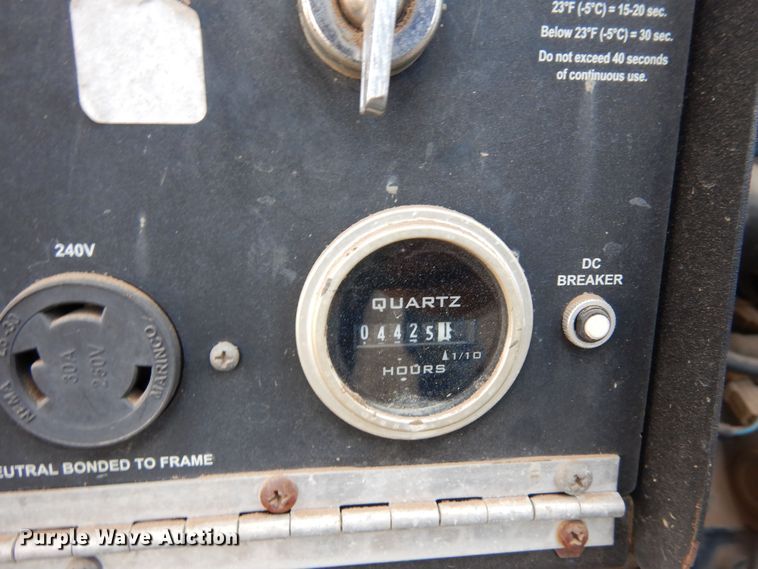 23°F (-5°C) = 15-20 sec.
Below 23°F (-5°C) = 30 sec.
Do not exceed 40 seconds
of continuous use.
240V
DC
BREAKER
QUARTZ
04425
1/10
HOURS
MARINCO
30A
250V
NEUTRAL BONDED TO FRAME
Purple Wave Auction